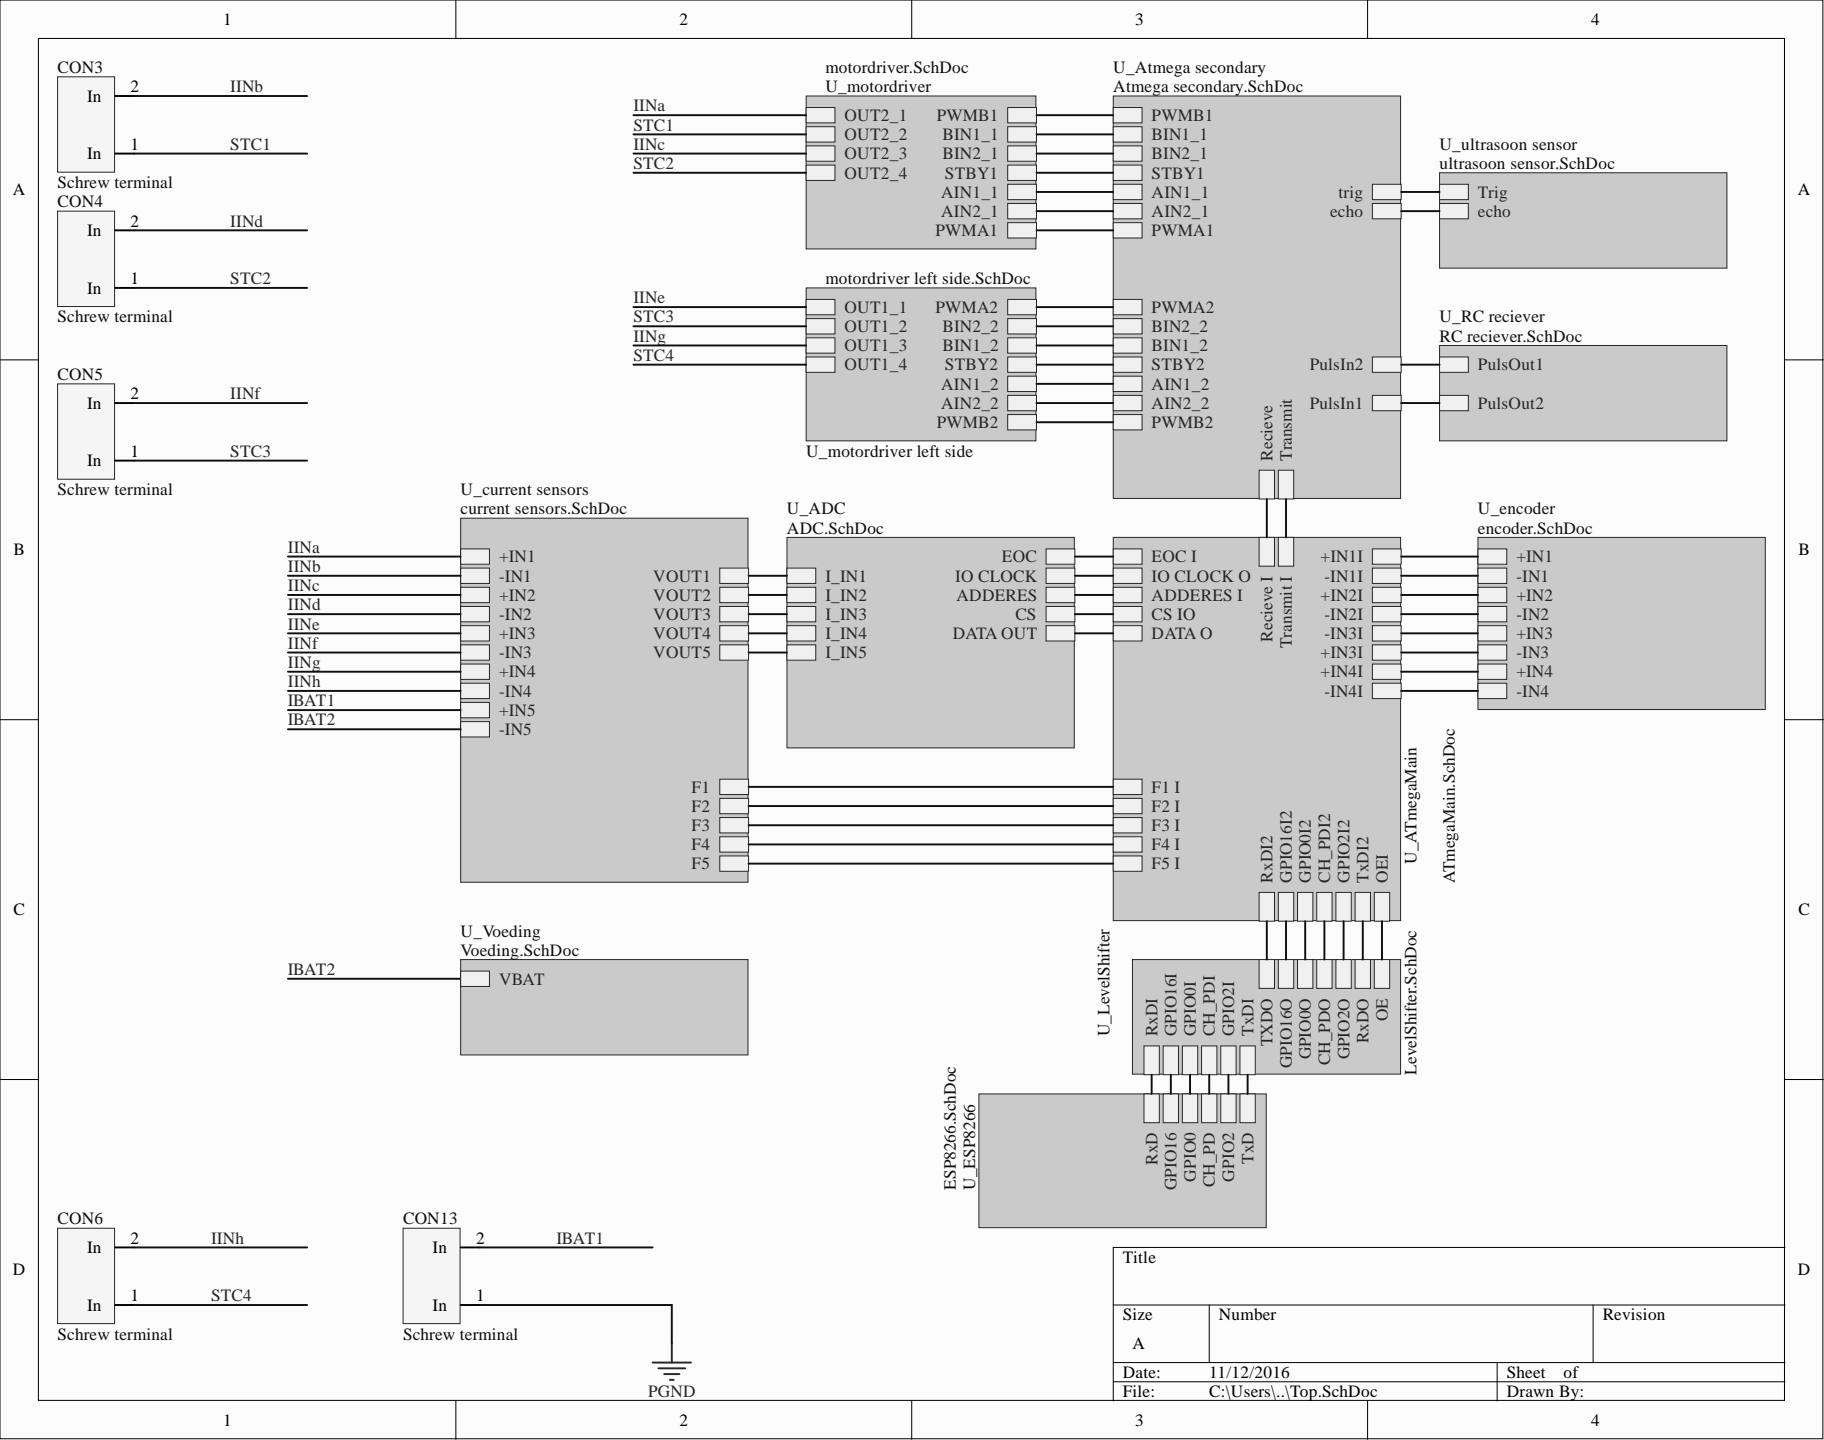 1 2 3 4
A
B
C
D
CON3
In 2 IINb
In 1 STC1
Schrew terminal
CON4
In 2 IINd
In 1 STC2
Schrew terminal
CON5
In 2 IINf
In 1 STC3
Schrew terminal
motordriver.SchDoc
U_motordriver
IINa OUT2_1 PWMB1
STC1 OUT2_2 BIN1_1
IINc OUT2_3 BIN2_1
STC2 OUT2_4 STBY1
AIN1_1
AIN2_1
PWMA1
motordriver left side.SchDoc
IINe OUT1_1 PWMA2
STC3 OUT1_2 BIN2_2
IINg OUT1_3 BIN1_2
STC4 OUT1_4 STBY2
AIN1_2
AIN2_2
PWMB2
U_motordriver left side
U_Atmega secondary
Atmega secondary.SchDoc
PWMB1
BIN1_1
BIN2_1
STBY1
AIN1_1 trig
AIN2_1 echo
PWMA1
PWMA2
BIN2_2
BIN1_2
STBY2 PulsIn2
AIN1_2
AIN2_2 PulsIn1
PWMB2
Recieve
Transmit
U_ultrasoon sensor
ultrasoon sensor.SchDoc
Trig
echo
U_RC reciever
RC reciever.SchDoc
PulsOut1
PulsOut2
U_current sensors
current sensors.SchDoc
IINa +IN1
IINb -IN1 VOUT1
IINc +IN2 VOUT2
IINd -IN2 VOUT3
IINe +IN3 VOUT4
IINf -IN3 VOUT5
IINg +IN4
IINh -IN4
IBAT1 +IN5
IBAT2 -IN5
F1
F2
F3
F4
F5
U_ADC
ADC.SchDoc
EOC
I_IN1 IO CLOCK
I_IN2 ADDERES
I_IN3 CS
I_IN4 DATA OUT
I_IN5
EOC I +IN1I
IO CLOCK O -IN1I
ADDERES I +IN2I
CS IO -IN2I
DATA O -IN3I
+IN3I
+IN4I
-IN4I
Recieve I
Transmit I
F1 I
F2 I
F3 I
F4 I
F5 I
RxDI2
GPIO16I2
GPIO0I2
CH_PDI2
GPIO2I2
TxDI2
OEI
U_ATmegaMain
ATmegaMain.SchDoc
U_encoder
encoder.SchDoc
+IN1
-IN1
+IN2
-IN2
+IN3
-IN3
+IN4
-IN4
U_Voeding
Voeding.SchDoc
IBAT2 VBAT
U_LevelShifter
RxDI
GPIO16I
GPIO0I
CH_PDI
GPIO2I
TxDI
TXDO
GPIO16O
GPIO0O
CH_PDO
GPIO2O
RxDO
OE
LevelShifter.SchDoc
ESP8266.SchDoc
U_ESP8266
RxD
GPIO16
GPIO0
CH_PD
GPIO2
TxD
CON6
In 2 IINh
In 1 STC4
Schrew terminal
CON13
In 2 IBAT1
In 1
Schrew terminal
PGND
Title
Size Number Revision
A
Date: 11/12/2016 Sheet of
File: C:\Users\..\Top.SchDoc Drawn By:
A
B
C
D
1 2 3 4